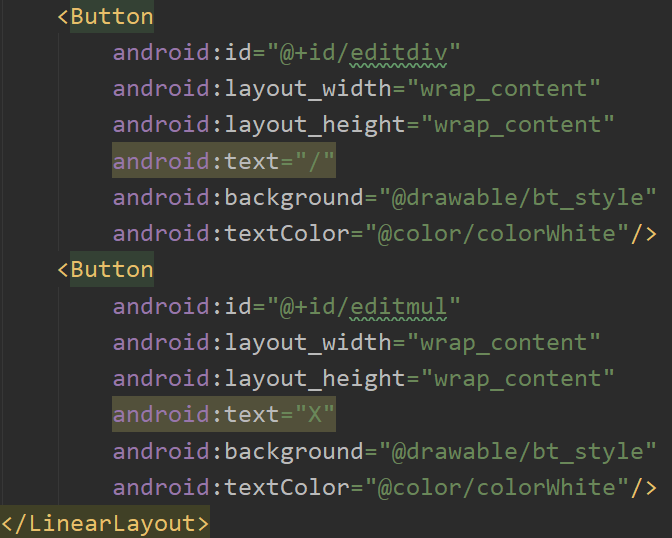 <Button
android:id="@+id/editdiv"
android:layout_width="wrap_content"
android:layout_height="wrap_content"
android:text="/"
android:background="@drawable/bt_style"
android:textColor="@color/colorWhite"/>
<Button
android:id="@+id/editmul"
android:layout_width="wrap_content"
android:layout_height="wrap_content"
android:text="X"
android:background="@drawable/bt_style"
android:textColor="@color/colorWhite"/>
</LinearLayout>